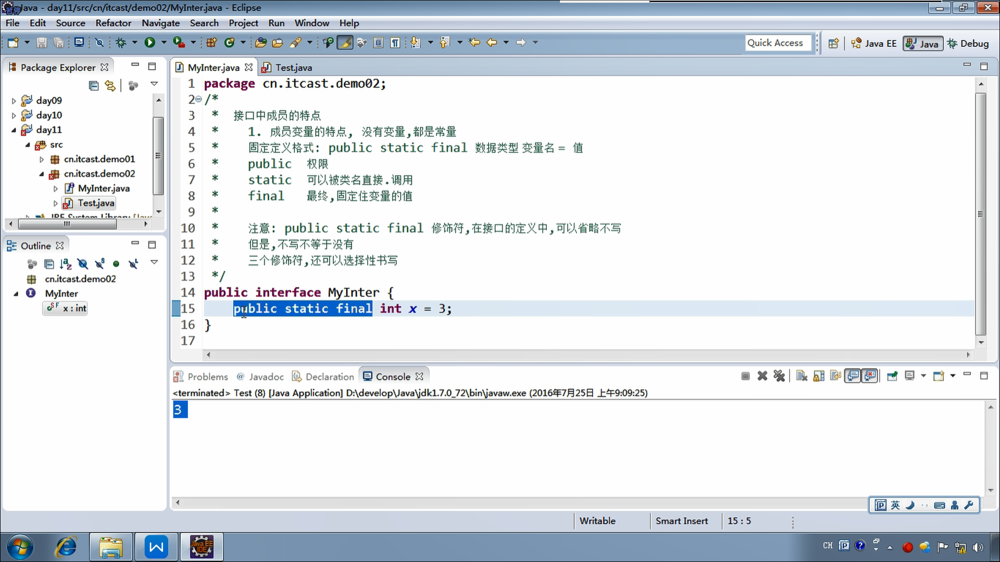 暂停
Java - day11/src/cn/itcast/demo02/MyInter.java - Eclipse
File Edit Source Refactor Navigate Search Project Run Window Help
Quick Access
Java EE
Java
Debug
Package Explorer
day09
day10
day11
src
cn.itcast.demo01
cn.itcast.demo02
MyInter.java
Test.java
JRE System Library [Java
Outline
cn.itcast.demo02
MyInter
x : int
MyInter.java
Test.java
1 package cn.itcast.demo02;
2 /*
3 * 接口中成员的特点
4 * 1. 成员变量的特点, 没有变量,都是常量
5 * 固定定义格式: public static final 数据类型 变量名 = 值
6 * public 权限
7 * static 可以被类名直接.调用
8 * final 最终,固定住变量的值
9 *
10 * 注意: public static final 修饰符,在接口的定义中,可以省略不写
11 * 但是,不写不等于没有
12 * 三个修饰符,还可以选择性书写
13 */
14 public interface MyInter {
15 public static final int x = 3;
16 }
17
Problems @ Javadoc Declaration Console
<terminated> Test (8) [Java Application] D:\develop\Java\jdk1.7.0_72\bin\javaw.exe (2016年7月25日 上午9:09:25)
3
英
Writable
Smart Insert
15 : 5
Java EE
IDE
CH